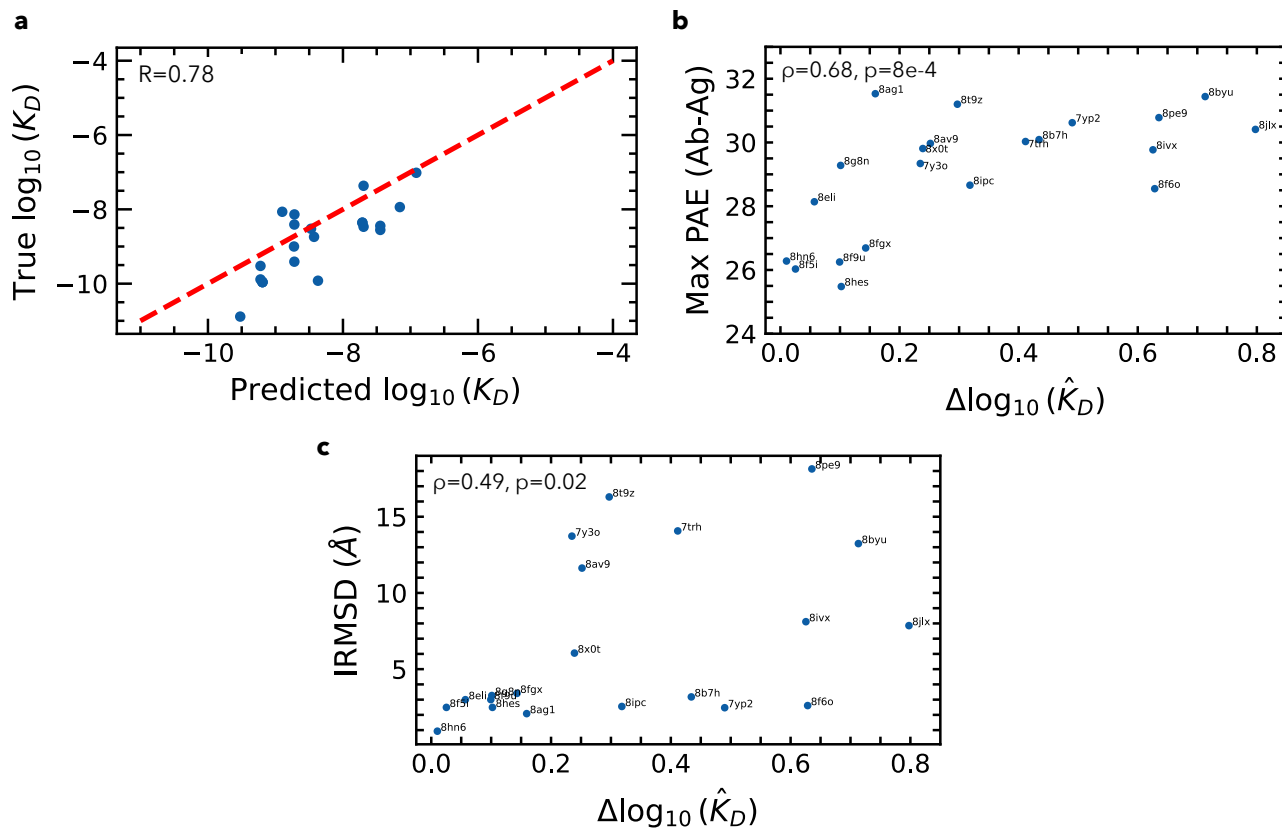 a
R=0.78
True log10 (KD)
−4
−6
−8
−10
−10
−8
−6
−4
Predicted log10 (KD)
b
ρ=0.68, p=8e-4
Max PAE (Ab-Ag)
32
30
28
26
24
8ag1
8t9z
8byu
7yp2
8pe9
8jlx
8b7h
7trh
8av9
8x0t
8ivx
7y3o
8g8n
8ipc
8f6o
8eli
8fgx
8hn6
8f9u
8f5i
8hes
0.0
0.2
0.4
0.6
0.8
Δlog10 (K̂D)
c
ρ=0.49, p=0.02
IRMSD (Å)
15
10
5
8pe9
8t9z
7trh
7y3o
8byu
8av9
8ivx
8jlx
8x0t
8fgx
8g8n
8eli
8f9u
8f5i
8hes
8ag1
8ipc
8b7h
7yp2
8f6o
8hn6
0.0
0.2
0.4
0.6
0.8
Δlog10 (K̂D)